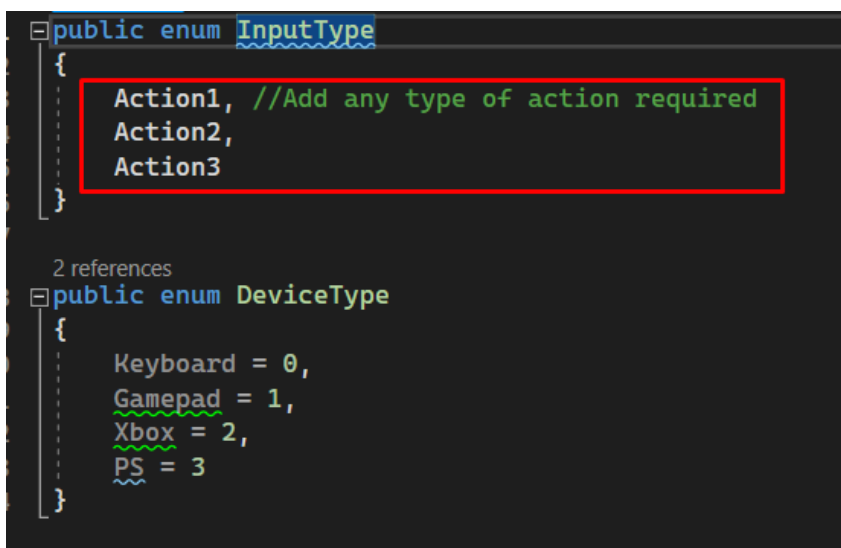 public enum InputType
{
Action1, //Add any type of action required
Action2,
Action3
}
2 references
public enum DeviceType
{
Keyboard = 0,
Gamepad = 1,
Xbox = 2,
PS = 3
}